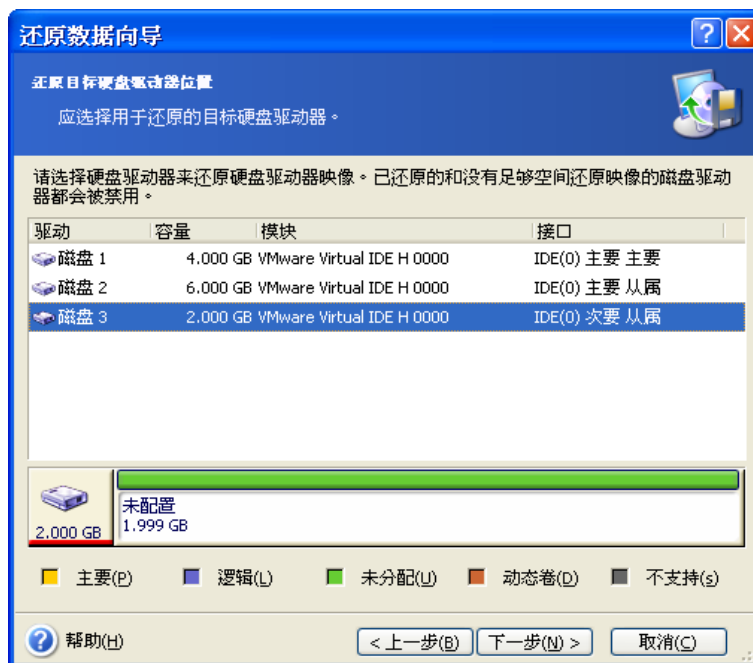 还原数据向导
还原目标硬盘驱动器位置
应选择用于还原的目标硬盘驱动器。
请选择硬盘驱动器来还原硬盘驱动器映像。已还原的和没有足够空间还原映像的磁盘驱动
器都会被禁用。
驱动 容量 模块 接口
磁盘 1 4.000 GB VMware Virtual IDE H 0000 IDE(0) 主要 主要
磁盘 2 6.000 GB VMware Virtual IDE H 0000 IDE(0) 主要 从属
磁盘 3 2.000 GB VMware Virtual IDE H 0000 IDE(0) 次要 从属
未配置
2.000 GB 1.999 GB
主要(P) 逻辑(L) 未分配(U) 动态卷(D) 不支持(s)
帮助(H) < 上一步(B) 下一步(N) > 取消(C)